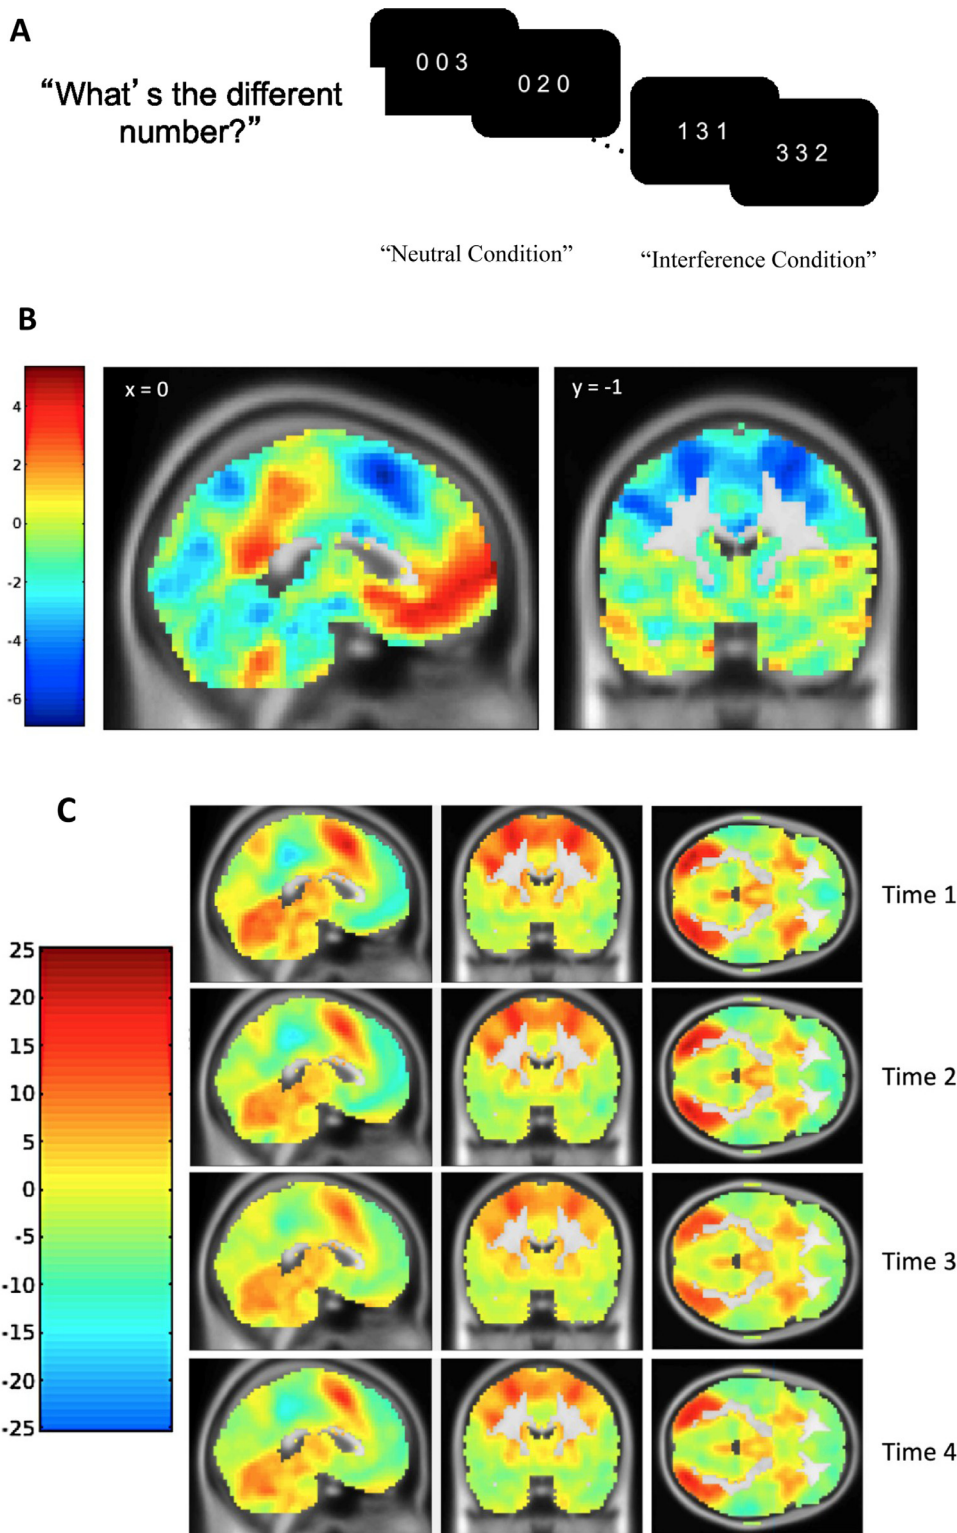 A
“What’s the different
number?”
0 0 3
0 2 0
1 3 1
3 3 2
“Neutral Condition”
“Interference Condition”
B
4
2
0
-2
-4
-6
x = 0
y = -1
C
25
20
15
10
5
0
-5
-10
-15
-20
-25
Time 1
Time 2
Time 3
Time 4